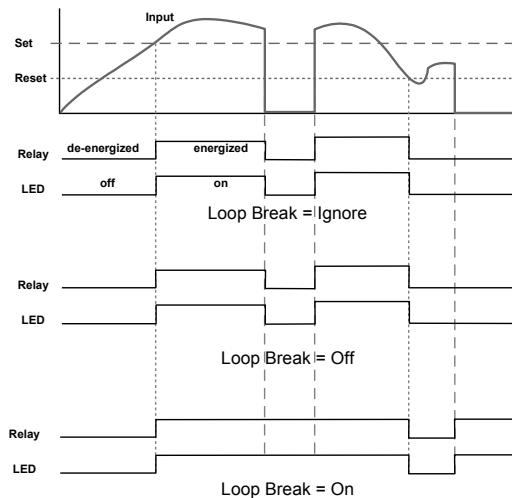 Input
Set
Reset
de-energized energized
Relay
off on
LED
Loop Break = Ignore
Relay
LED
Loop Break = Off
Relay
LED
Loop Break = On